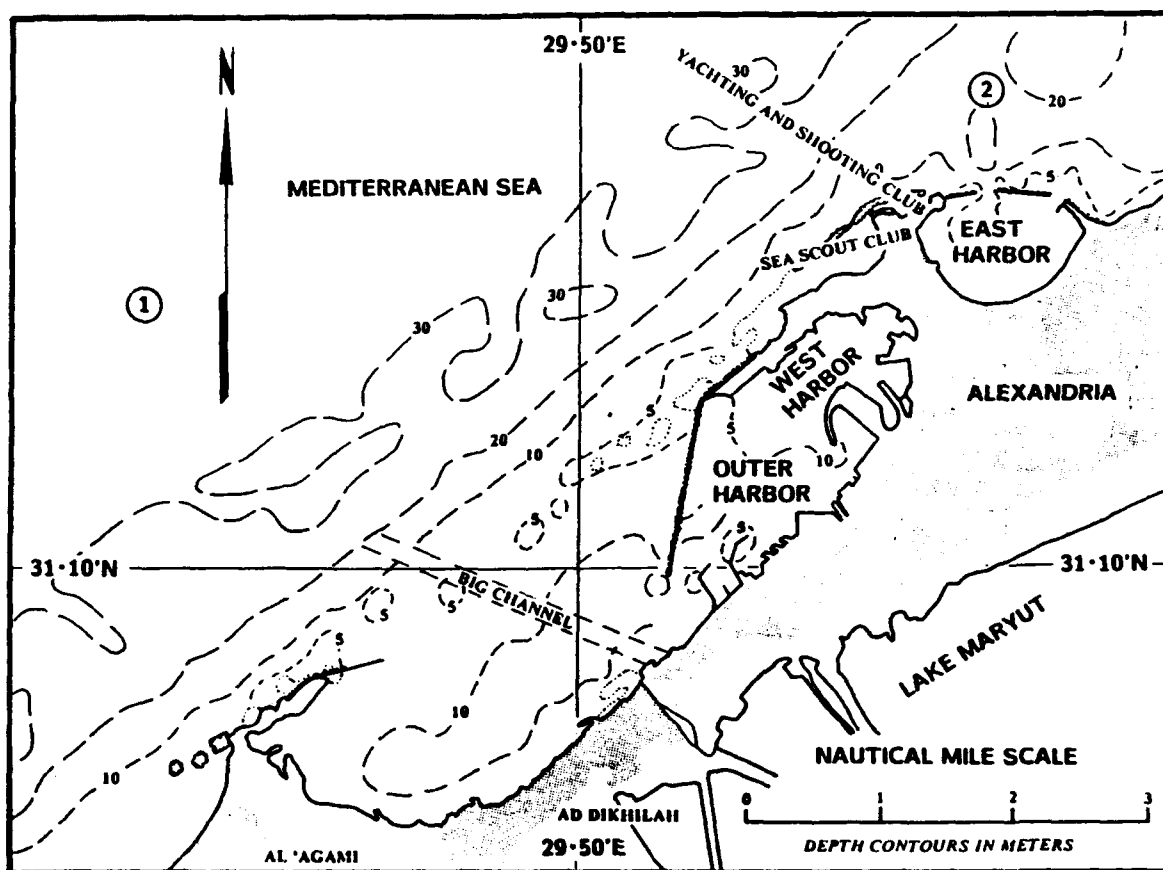 29·50'E
N
30
YACHTING AND SHOOTING CLUB
2
20
MEDITERRANEAN SEA
5
SEA SCOUT CLUB
EAST
HARBOR
1
30
30
WEST
HARBOR
ALEXANDRIA
5
5
20
10
OUTER
HARBOR
10
5
5
31·10'N
31·10'N
BIG CHANNEL
5
5
5
LAKE MARYUT
10
10
NAUTICAL MILE SCALE
0 1 2 3
AD DIKHILAH
29·50'E
DEPTH CONTOURS IN METERS
AL 'AGAMI